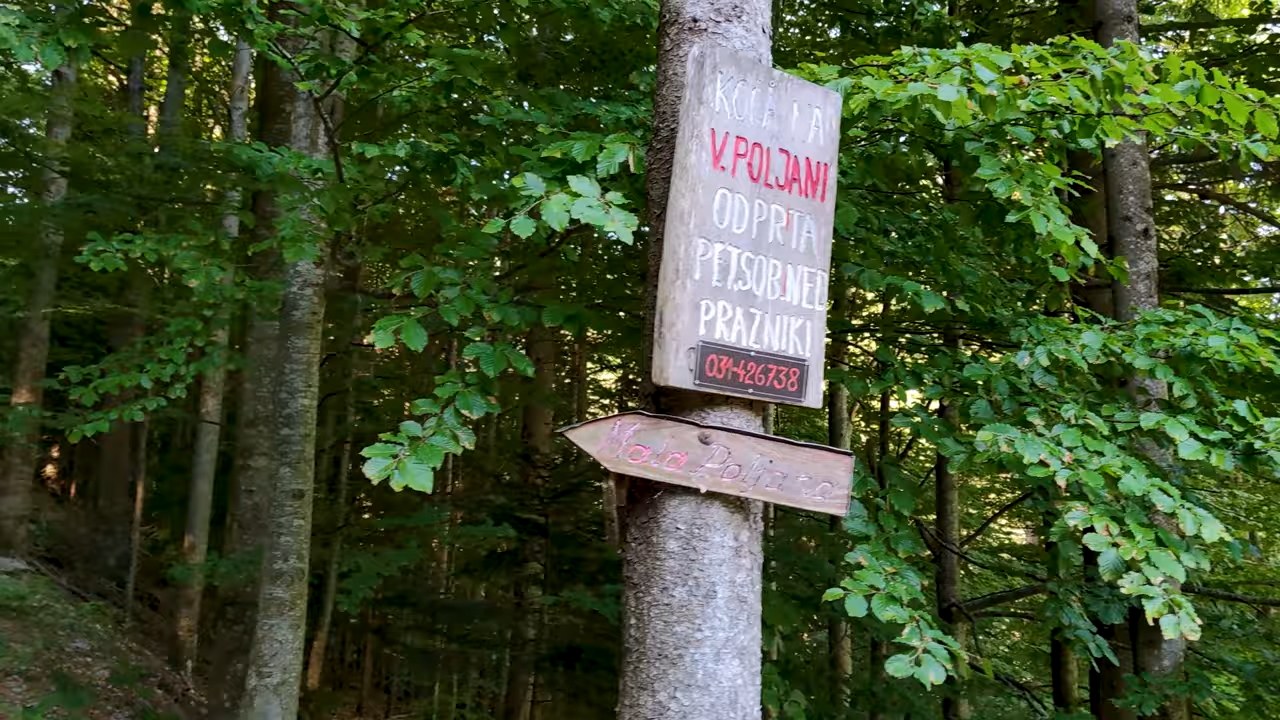 KOČA NA
V. POLJANI
ODPRTA
PET. SOB. NED
PRAZNIKI
031-426738
Mala Poljana